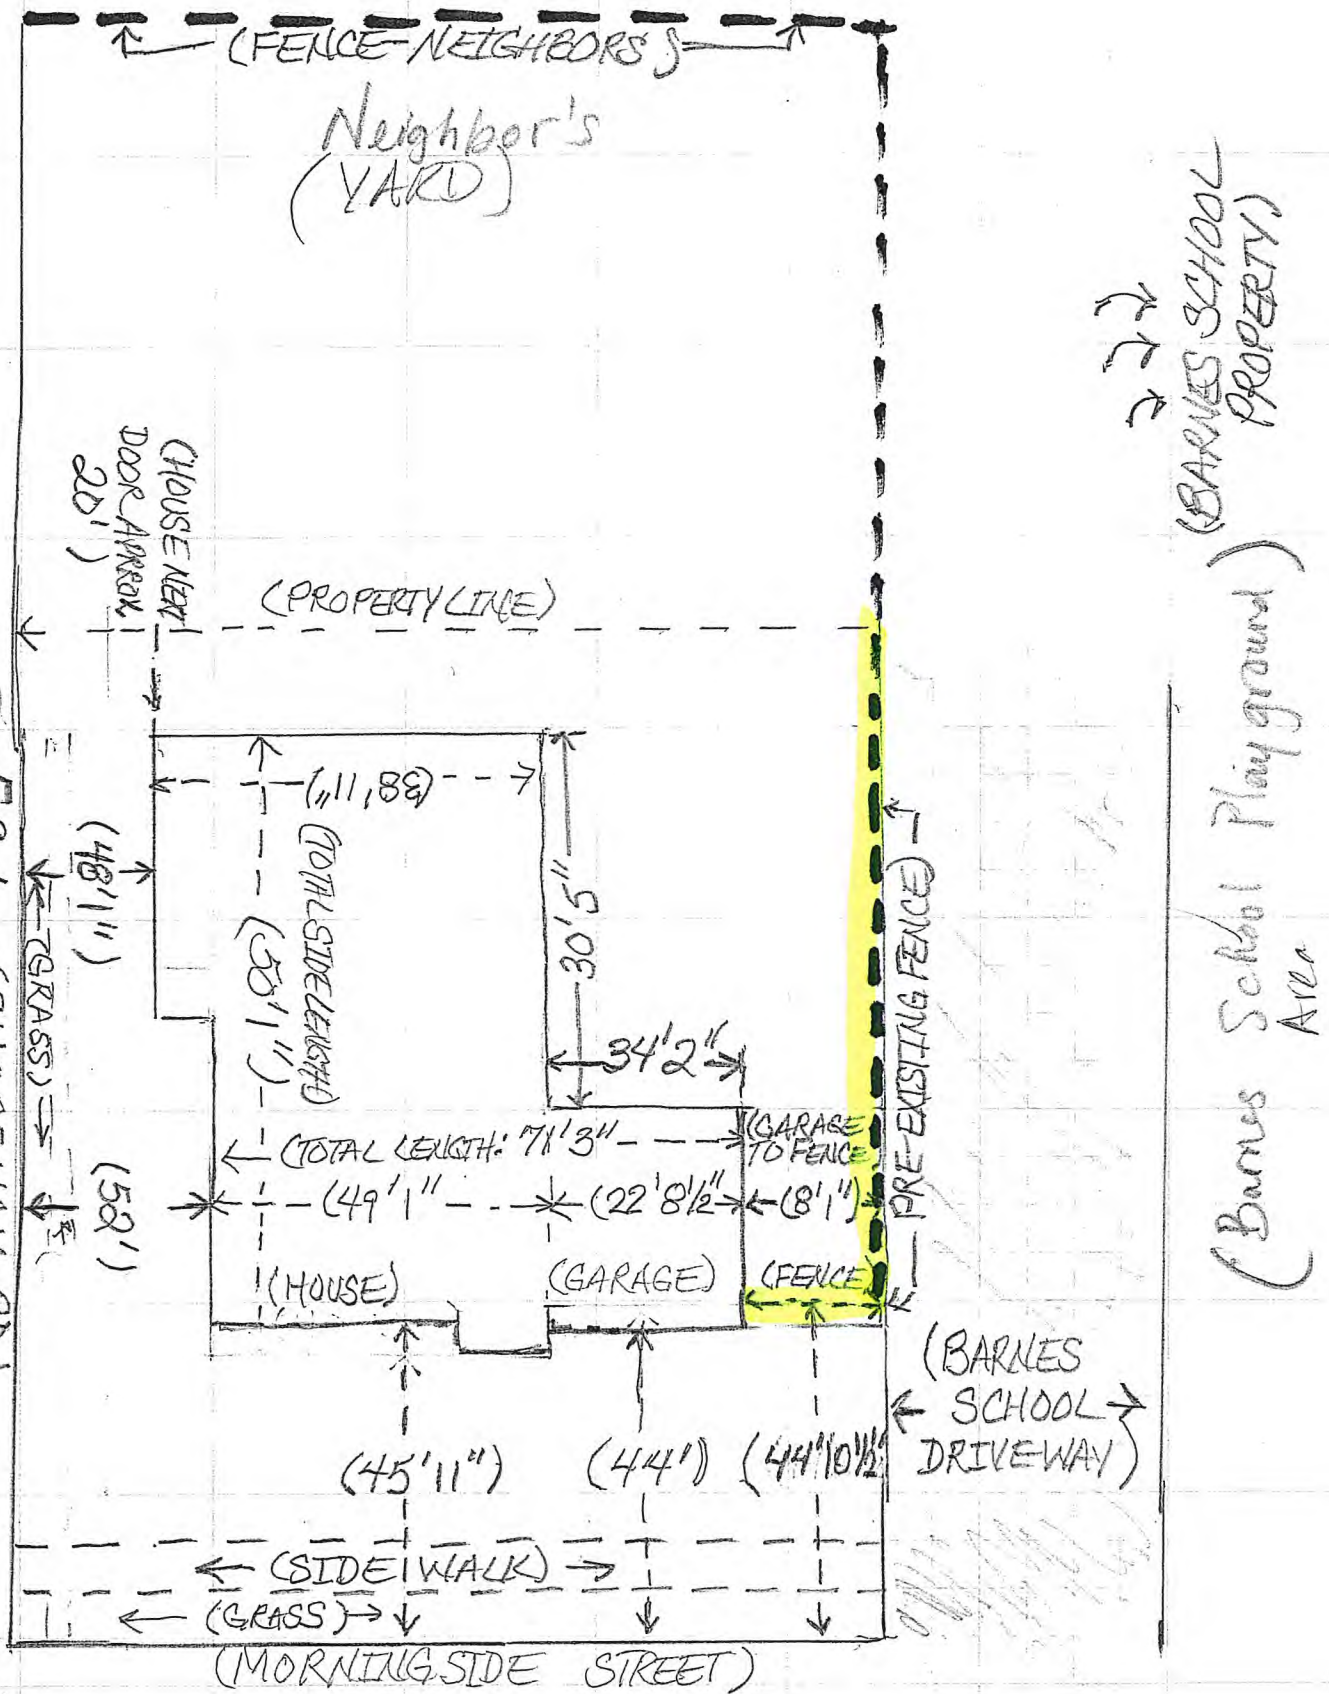 (FENCE-NEIGHBORS)
Neighbor's
(YARD)
(BARNES SCHOOL
PROPERTY)
(HOUSE NEXT
DOOR APPROX
20')
(PROPERTY LINE)
(Barnes School Playground)
Area
(38'11")
(TOTAL SIDE LENGTH)
(50'1")
30'5"
(48'1")
(GRASS)
34'2"
(PRE-EXISTING FENCE)
(TOTAL LENGTH: 71'3"
(GARAGE
TO FENCE
(52')
(49'1"
(22'8½"
(8'1")
(HOUSE)
(GARAGE)
(FENCE)
(BARNES
SCHOOL
DRIVEWAY)
(45'11")
(44')
(44'10½"
(SIDEWALK)
(GRASS)
(MORNINGSIDE STREET)